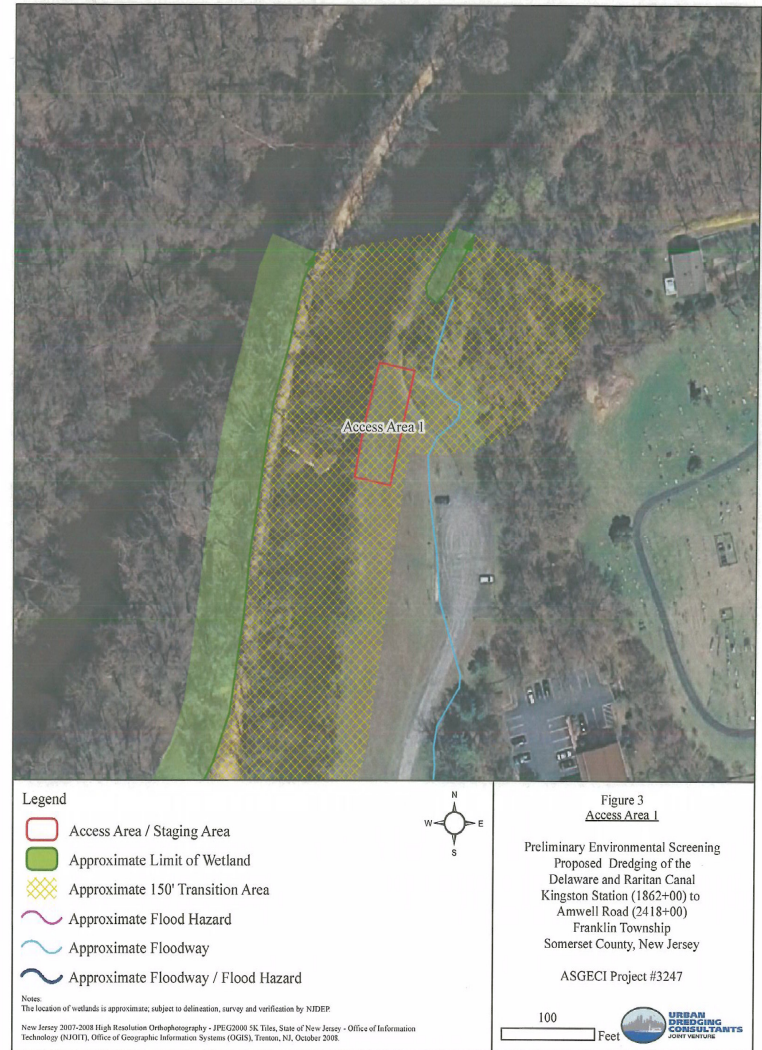 Access Area 1
Legend
Access Area / Staging Area
Approximate Limit of Wetland
Approximate 150' Transition Area
Approximate Flood Hazard
Approximate Floodway
Approximate Floodway / Flood Hazard
Notes:
The location of wetlands is approximate; subject to delineation, survey and verification by NJDEP.
New Jersey 2007-2008 High Resolution Orthophotography - JPEG2000 5K Tiles, State of New Jersey - Office of Information
Technology (NJOIT), Office of Geographic Information Systems (OGIS), Trenton, NJ, October 2008.
N
W E
S
Figure 3
Access Area 1
Preliminary Environmental Screening
Proposed Dredging of the
Delaware and Raritan Canal
Kingston Station (1862+00) to
Amwell Road (2418+00)
Franklin Township
Somerset County, New Jersey
ASGECI Project #3247
100
Feet
URBAN
DREDGING
CONSULTANTS
JOINT VENTURE